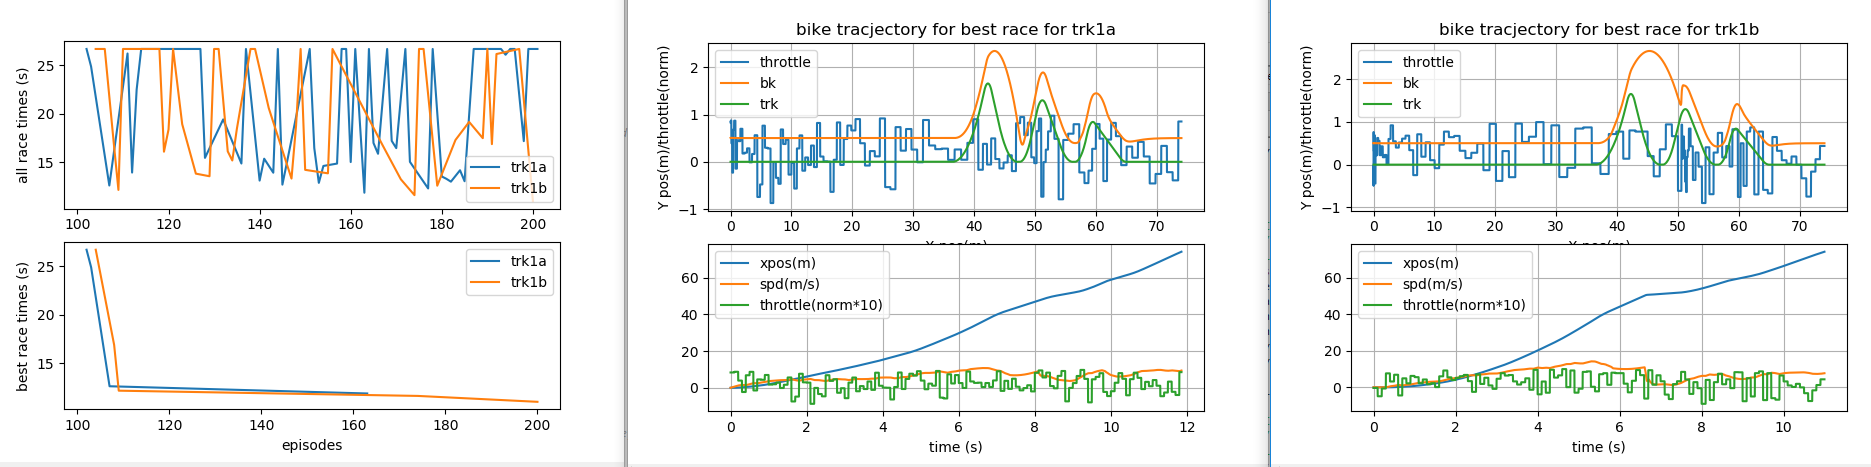 all race times (s)
25
20
15
trk1a
trk1b
100 120 140 160 180 200
best race times (s)
25
20
15
trk1a
trk1b
100 120 140 160 180 200
episodes
bike tracjectory for best race for trk1a
Y pos(m)/throttle(norm)
2
1
0
−1
throttle
bk
trk
0 10 20 30 40 50 60 70
X pos(m)
60
40
20
0
xpos(m)
spd(m/s)
throttle(norm*10)
0 2 4 6 8 10 12
time (s)
bike tracjectory for best race for trk1b
Y pos(m)/throttle(norm)
2
1
0
−1
throttle
bk
trk
0 10 20 30 40 50 60 70
X pos(m)
60
40
20
0
xpos(m)
spd(m/s)
throttle(norm*10)
0 2 4 6 8 10
time (s)